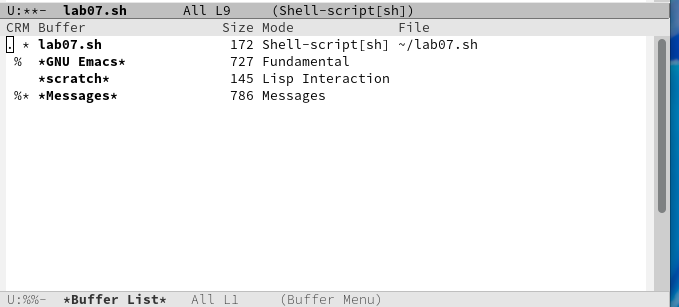 U:**-  lab07.sh       All L9     (Shell-script[sh])
CRM Buffer                 Size Mode             File
. * lab07.sh                172 Shell-script[sh] ~/lab07.sh
 %  *GNU Emacs*             727 Fundamental
    *scratch*               145 Lisp Interaction
 %* *Messages*              786 Messages
U:%%-  *Buffer List*   All L1     (Buffer Menu)